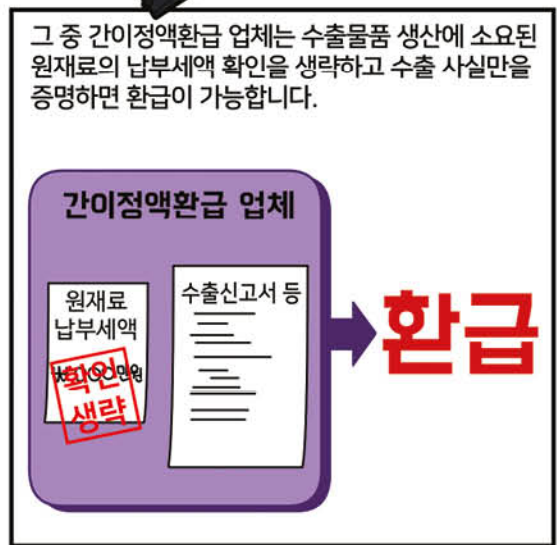 그 중 간이정액환급 업체는 수출물품 생산에 소요된
원재료의 납부세액 확인을 생략하고 수출 사실만을
증명하면 환급이 가능합니다.
간이정액환급 업체
원재료
납부세액
확인
생략
수출신고서 등
환급